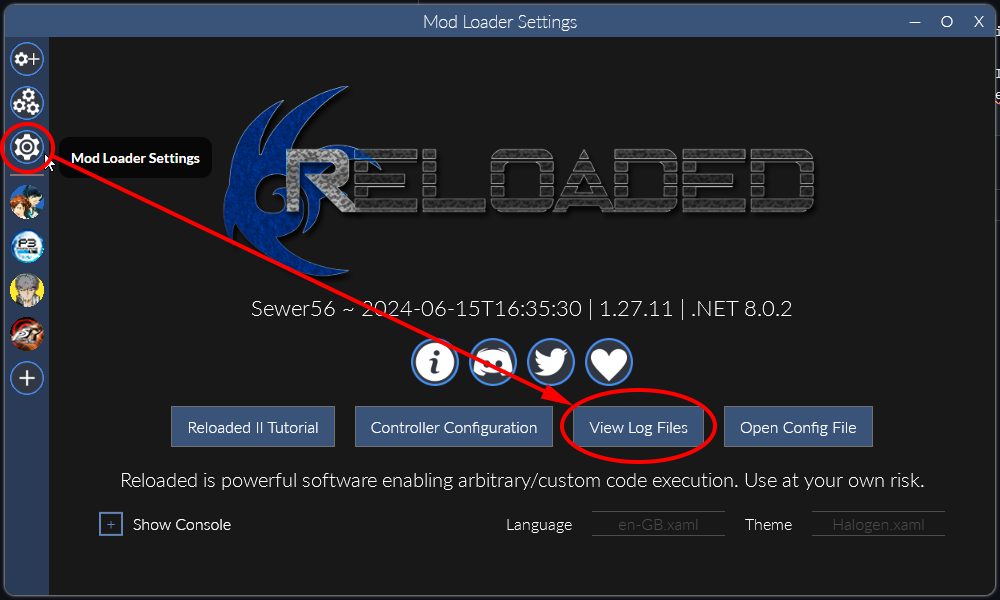 Mod Loader Settings
Mod Loader Settings
RELOADED
P3
Sewer56 ~ 2024-06-15T16:35:30 | 1.27.11 | .NET 8.0.2
Reloaded II Tutorial
Controller Configuration
View Log Files
Open Config File
Reloaded is powerful software enabling arbitrary/custom code execution. Use at your own risk.
Show Console
Language
en-GB.xaml
Theme
Halogen.xaml